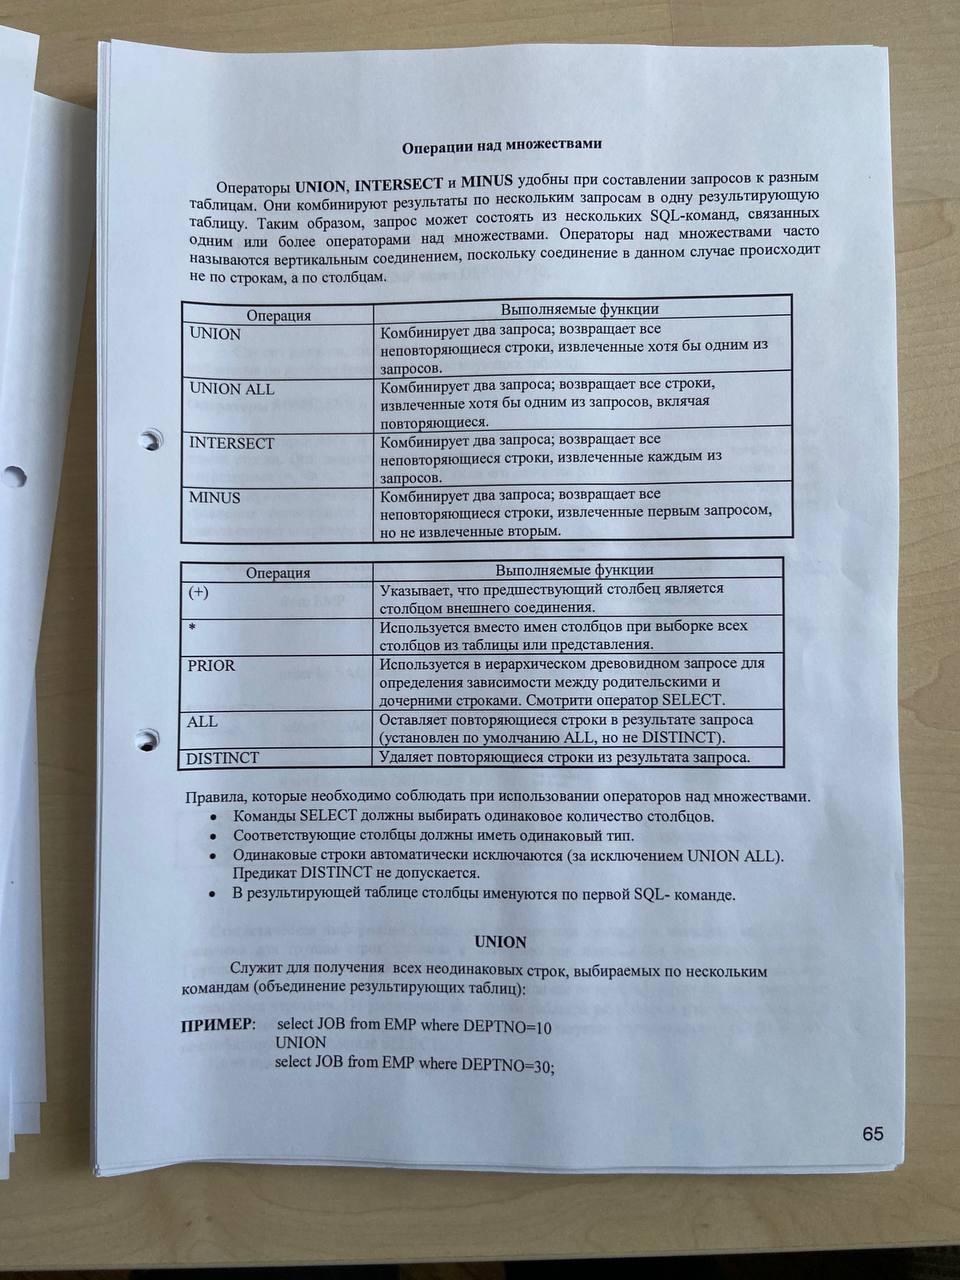 Операции над множествами
Операторы UNION, INTERSECT и MINUS удобны при составлении запросов к разным
таблицам. Они комбинируют результаты по нескольким запросам в одну результирующую
таблицу. Таким образом, запрос может состоять из нескольких SQL-команд, связанных
одним или более операторами над множествами. Операторы над множествами часто
называются вертикальным соединением, поскольку соединение в данном случае происходит
не по строкам, а по столбцам.
Операция Выполняемые функции
UNION Комбинирует два запроса; возвращает все
неповторяющиеся строки, извлеченные хотя бы одним из
запросов.
UNION ALL Комбинирует два запроса; возвращает все строки,
извлеченные хотя бы одним из запросов, вклячая
повторяющиеся.
INTERSECT Комбинирует два запроса; возвращает все
неповторяющиеся строки, извлеченные каждым из
запросов.
MINUS Комбинирует два запроса; возвращает все
неповторяющиеся строки, извлеченные первым запросом,
но не извлеченные вторым.
Операция Выполняемые функции
(+) Указывает, что предшествующий столбец является
столбцом внешнего соединения.
* Используется вместо имен столбцов при выборке всех
столбцов из таблицы или представления.
PRIOR Используется в иерархическом древовидном запросе для
определения зависимости между родительскими и
дочерними строками. Смотрити оператор SELECT.
ALL Оставляет повторяющиеся строки в результате запроса
(установлен по умолчанию ALL, но не DISTINCT).
DISTINCT Удаляет повторяющиеся строки из результата запроса.
Правила, которые необходимо соблюдать при использовании операторов над множествами.
• Команды SELECT должны выбирать одинаковое количество столбцов.
• Соответствующие столбцы должны иметь одинаковый тип.
• Одинаковые строки автоматически исключаются (за исключением UNION ALL).
Предикат DISTINCT не допускается.
• В результирующей таблице столбцы именуются по первой SQL- команде.
UNION
Служит для получения всех неодинаковых строк, выбираемых по нескольким
командам (объединение результирующих таблиц):
ПРИМЕР: select JOB from EMP where DEPTNO=10
UNION
select JOB from EMP where DEPTNO=30;
65